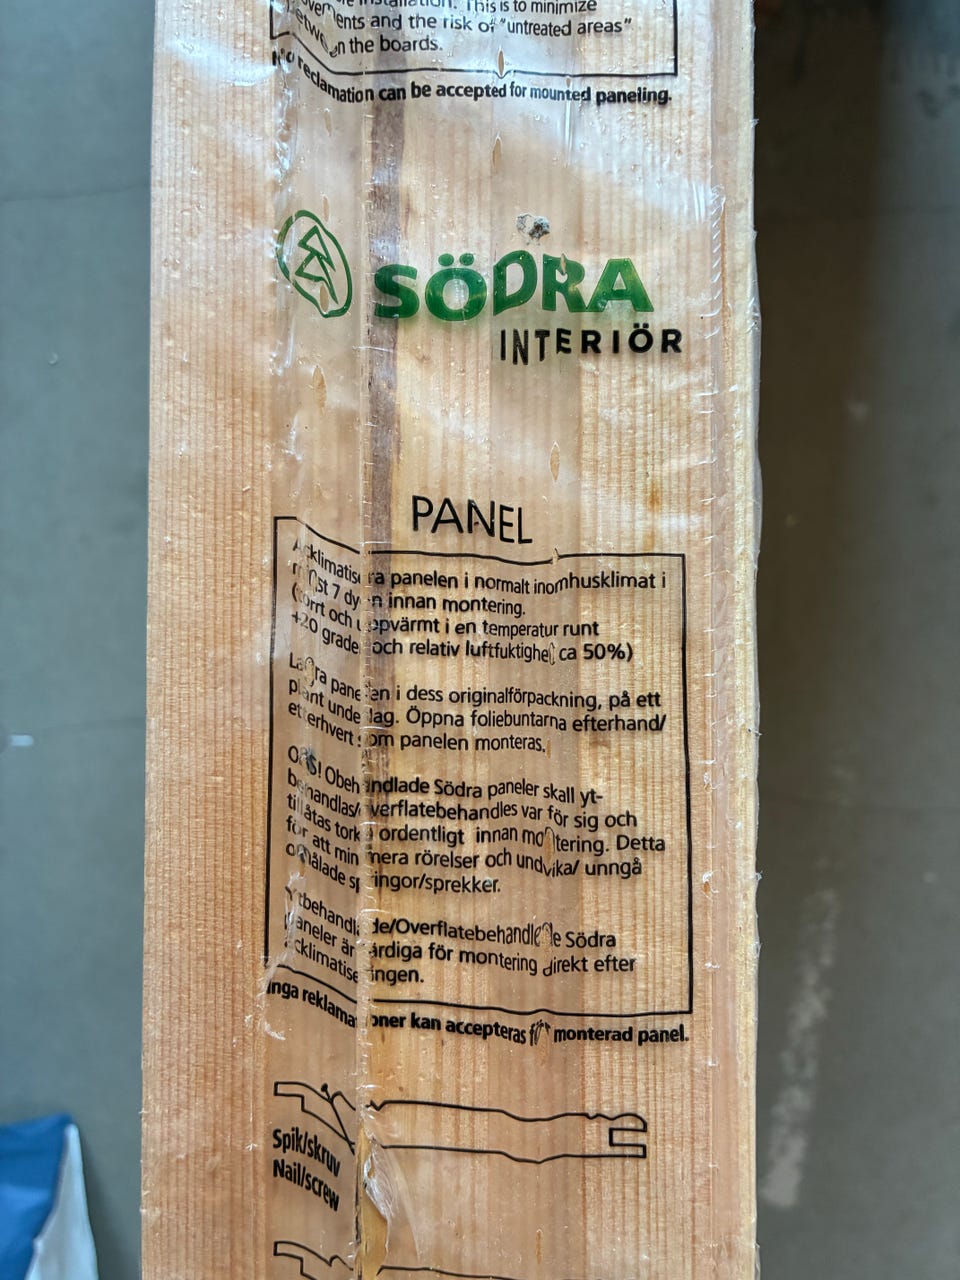 installation. This is to minimize
movements and the risk of "untreated areas"
between the boards.
No reclamation can be accepted for mounted paneling.
SÖDRA
INTERIÖR
PANEL
Acklimatisera panelen i normalt inomhusklimat i
minst 7 dygn innan montering.
(torrt och uppvärmt i en temperatur runt
+20 grader och relativ luftfuktighet ca 50%)
Lagra panelen i dess originalförpackning, på ett
plant underlag. Öppna foliebuntarna efterhand/
etterhvert som panelen monteras.
OBS! Obehandlade Södra paneler skall yt-
behandlas/overflatebehandles var för sig och
tillåtas torka ordentligt innan montering. Detta
för att minimera rörelser och undvika/ unngå
omålade springor/sprekker.
Ytbehandlade/Overflatebehandlede Södra
paneler är färdiga för montering direkt efter
acklimatiseringen.
Inga reklamationer kan accepteras för monterad panel.
Spik/skruv
Nail/screw